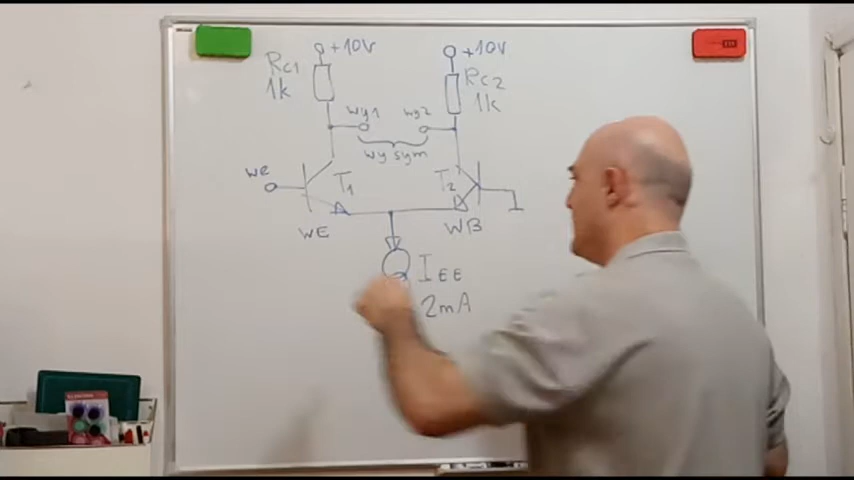 +10V
+10V
RC1
1k
RC2
1k
wy1
wy2
wy sym
we
T1
T2
WE
WB
IEE
2mA